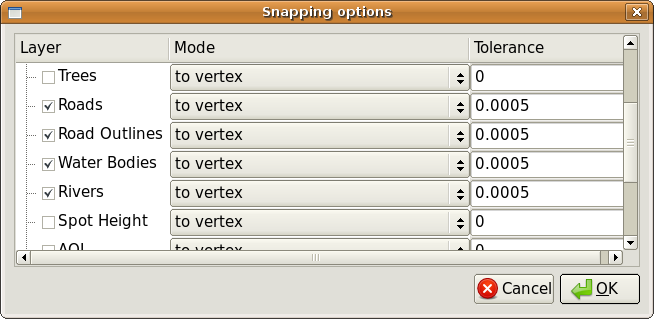 Snapping options
Layer Mode Tolerance
Trees to vertex 0
Roads to vertex 0.0005
Road Outlines to vertex 0.0005
Water Bodies to vertex 0.0005
Rivers to vertex 0.0005
Spot Height to vertex 0
AOI to vertex 0
Cancel OK